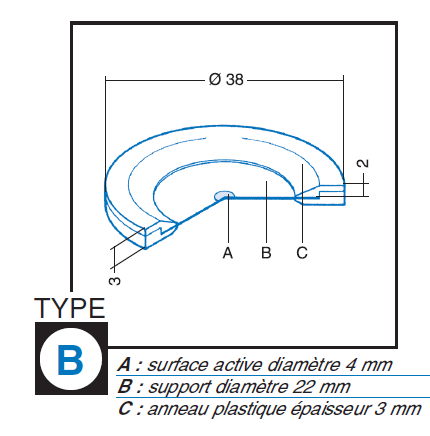 Ø 38
2
A B C
3
TYPE
B
A : surface active diamètre 4 mm
B : support diamètre 22 mm
C : anneau plastique épaisseur 3 mm